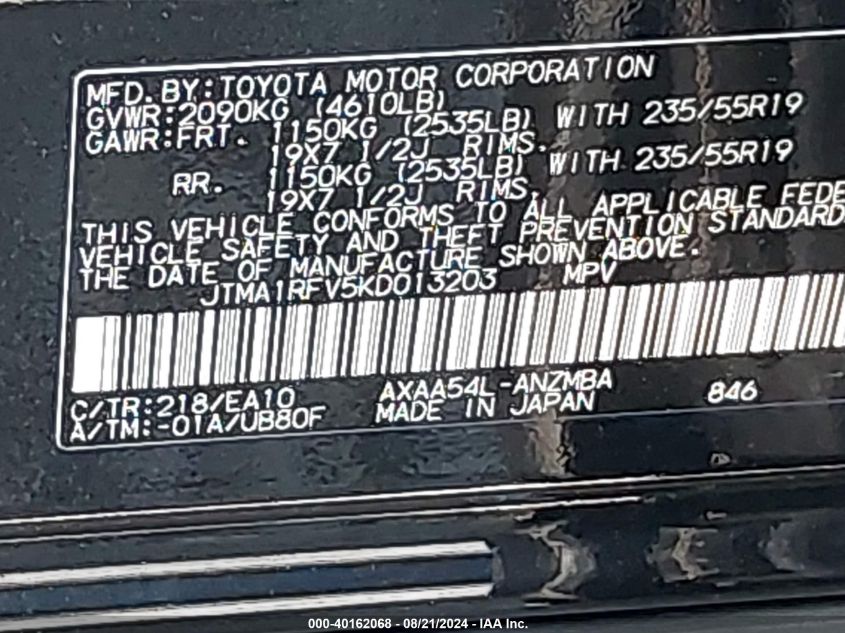 MFD. BY: TOYOTA MOTOR CORPORATION
GVWR: 2090KG (4610LB)
GAWR: FRT. 1150KG (2535LB) WITH 235/55R19
19X7 1/2J RIMS.
RR. 1150KG (2535LB) WITH 235/55R19
19X7 1/2J RIMS.
THIS VEHICLE CONFORMS TO ALL APPLICABLE FEDE
VEHICLE SAFETY AND THEFT PREVENTION STANDARD
THE DATE OF MANUFACTURE SHOWN ABOVE.
JTMA1RFV5KD013203 MPV
C/TR: 218/EA10 AXAA54L-ANZMBA 846
A/TM: -01A/UB80F MADE IN JAPAN
000-40162068 - 08/21/2024 - IAA Inc.